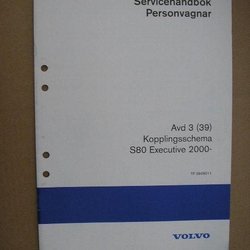 Servicehandbok
Personvagnar
Avd 3 (39)
Kopplingsschema
S80 Executive 2000-
VOLVO